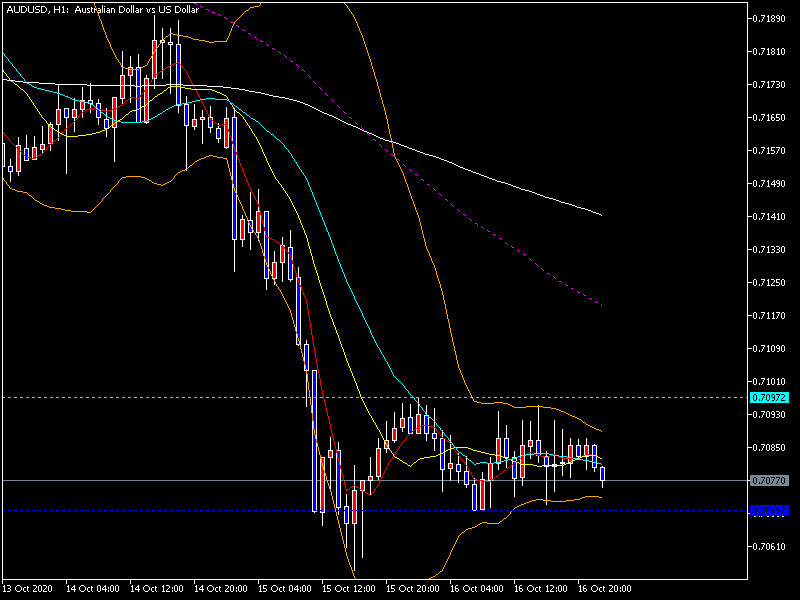 AUDUSD, H1: Australian Dollar vs US Dollar
0.71890
0.71810
0.71730
0.71650
0.71570
0.71490
0.71410
0.71330
0.71250
0.71170
0.71090
0.71010
0.70972
0.70930
0.70850
0.70770
0.70610
13 Oct 2020
14 Oct 04:00
14 Oct 12:00
14 Oct 20:00
15 Oct 04:00
15 Oct 12:00
15 Oct 20:00
16 Oct 04:00
16 Oct 12:00
16 Oct 20:00